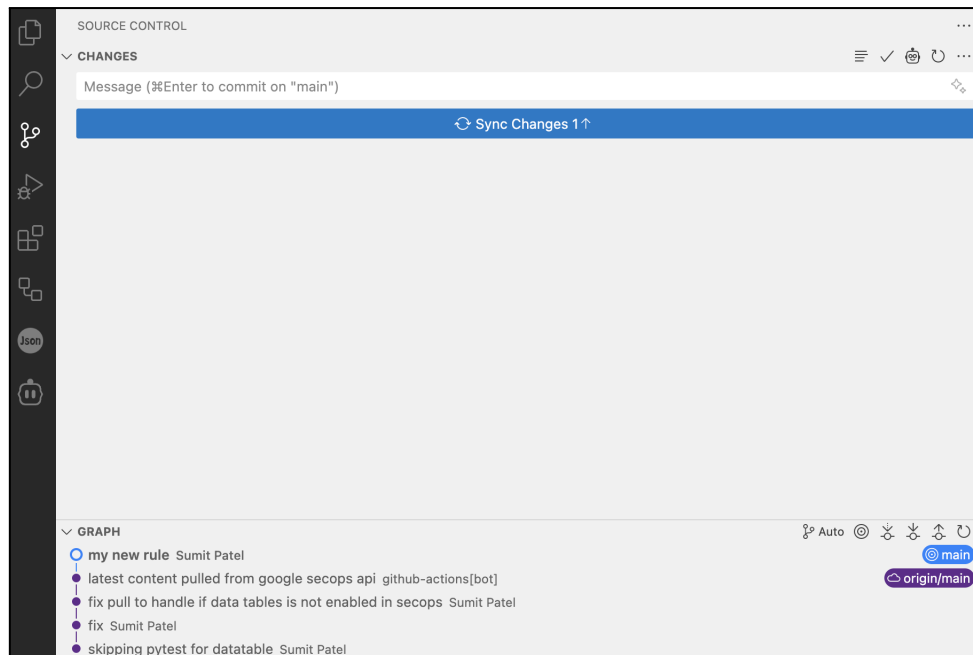 SOURCE CONTROL
CHANGES
Message (⌘Enter to commit on "main")
Sync Changes 1↑
Json
GRAPH
Auto
my new rule Sumit Patel
main
latest content pulled from google secops api github-actions[bot]
origin/main
fix pull to handle if data tables is not enabled in secops Sumit Patel
fix Sumit Patel
skipping pytest for datatable Sumit Patel